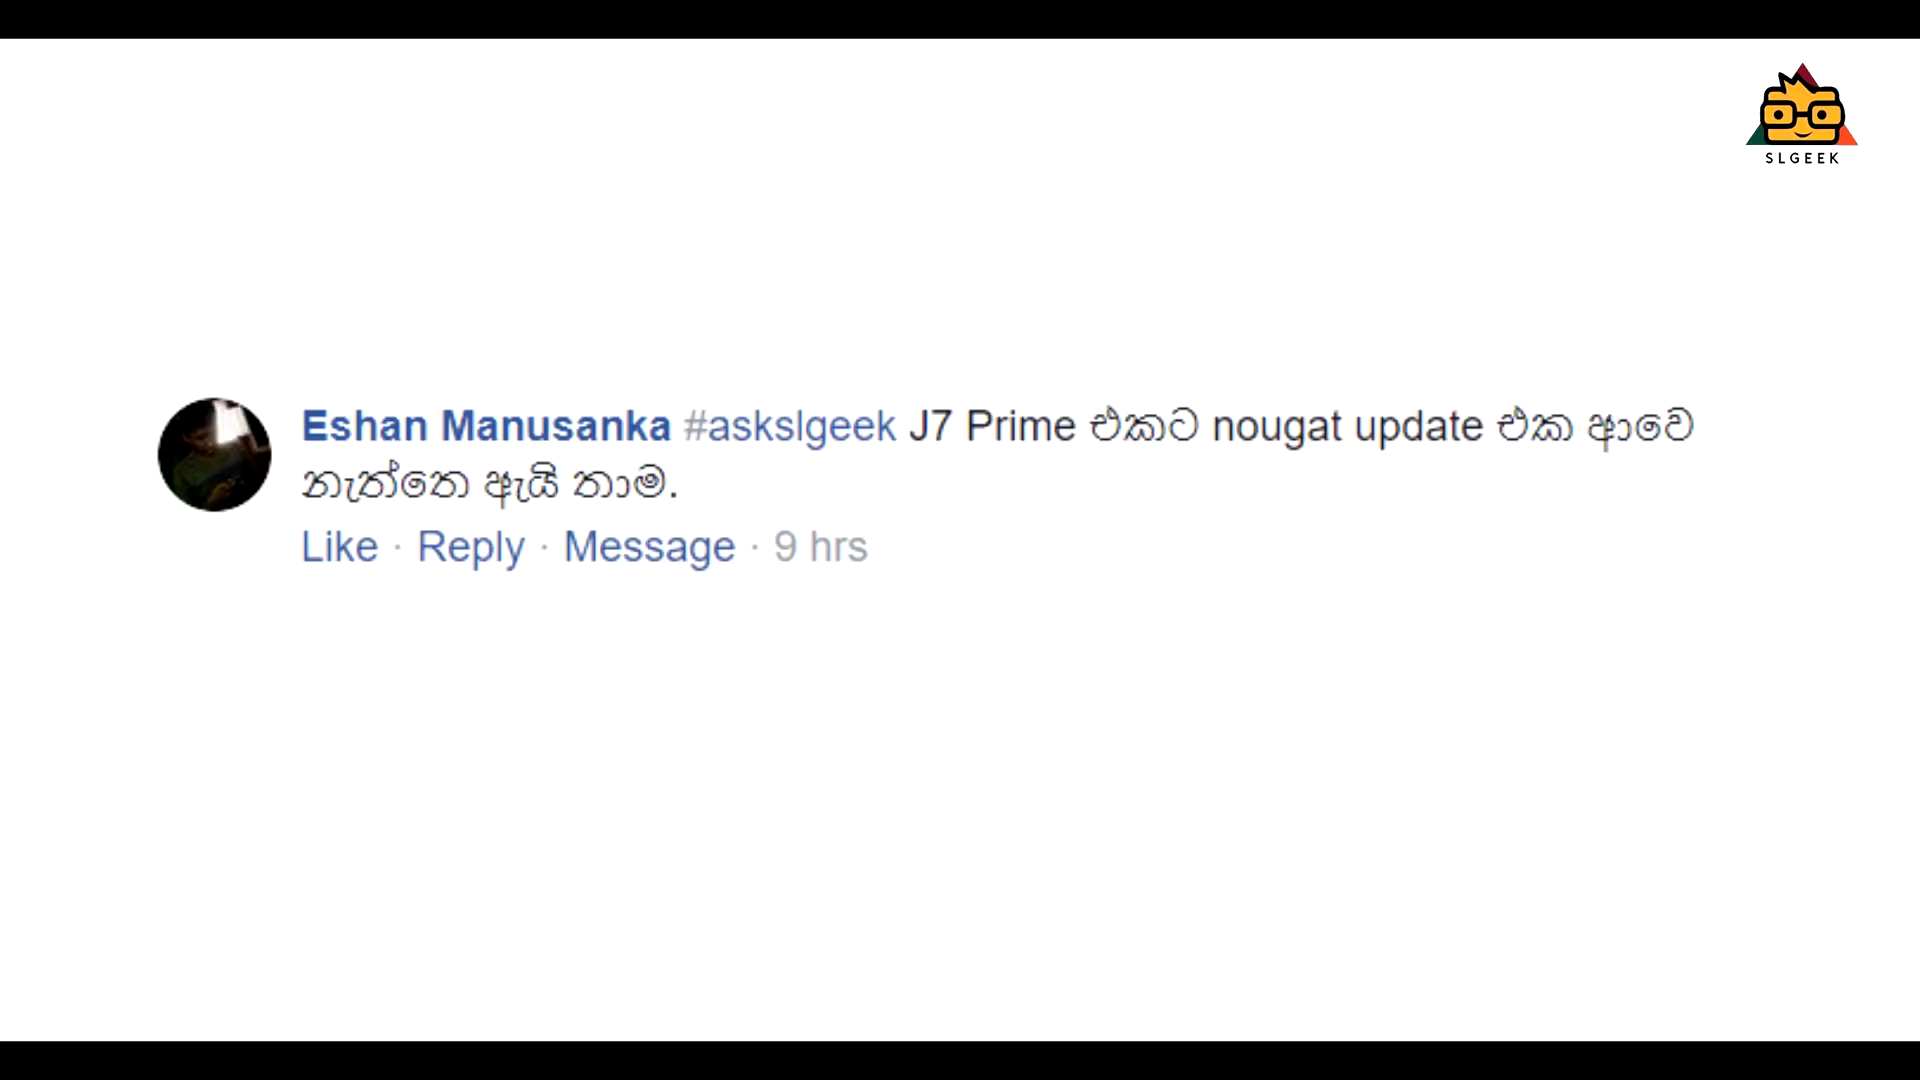 SLGEEK
Eshan Manusanka #askslgeek J7 Prime එකට nougat update එක ආවෙ
නැත්තෙ ඇයි තාම.
Like · Reply · Message · 9 hrs